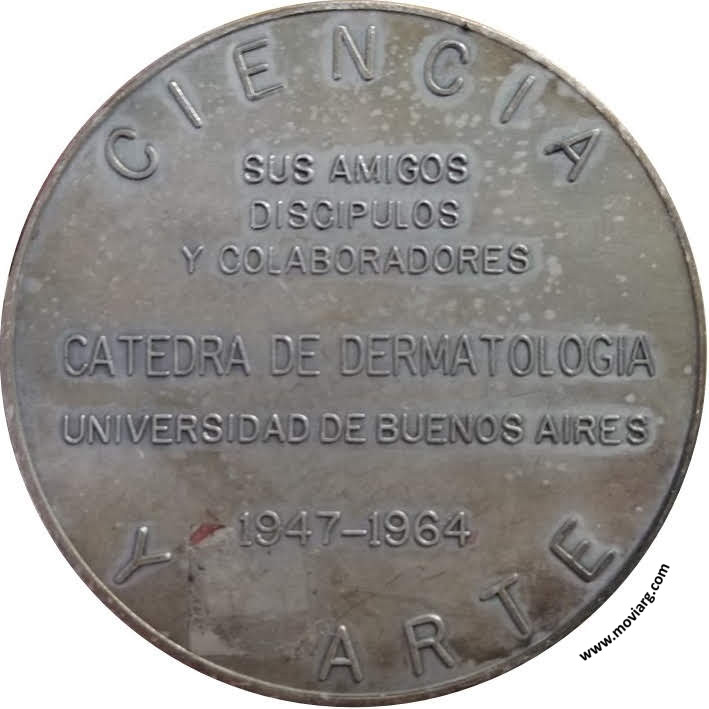 CIENCIA
SUS AMIGOS
DISCIPULOS
Y COLABORADORES
CATEDRA DE DERMATOLOGIA
UNIVERSIDAD DE BUENOS AIRES
1947-1964
Y ARTE
www.moviarg.com